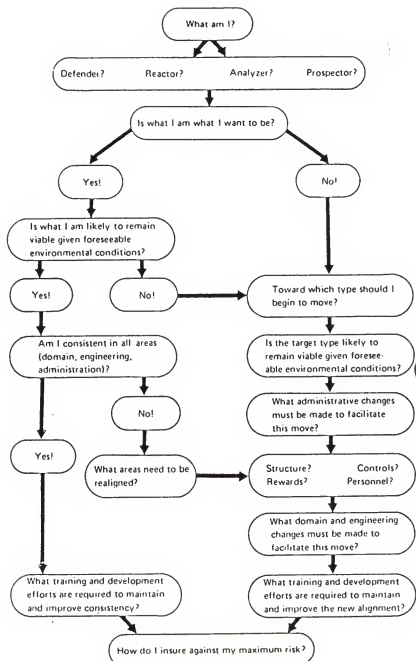 What am I?
Defender? Reactor? Analyzer? Prospector?
Is what I am what I want to be?
Yes!
No!
Is what I am likely to remain
viable given foreseeable
environmental conditions?
Yes!
No!
Toward which type should I
begin to move?
Am I consistent in all areas
(domain, engineering,
administration)?
Is the target type likely to
remain viable given foresee-
able environmental conditions?
No!
What administrative changes
must be made to facilitate
this move?
Yes!
What areas need to be
realigned?
Structure? Controls?
Rewards? Personnel?
What domain and engineering
changes must be made to
facilitate this move?
What training and development
efforts are required to maintain
and improve consistency?
What training and development
efforts are required to maintain
and improve the new alignment?
How do I insure against my maximum risk?